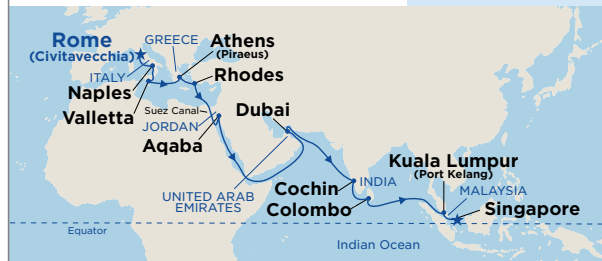 Rome
(Civitavecchia)
GREECE
Athens
(Piraeus)
ITALY
Rhodes
Naples
Valletta
Suez Canal
JORDAN
Aqaba
Dubai
UNITED ARAB
EMIRATES
Cochin
INDIA
Colombo
Kuala Lumpur
(Port Kelang)
MALAYSIA
Singapore
Equator
Indian Ocean